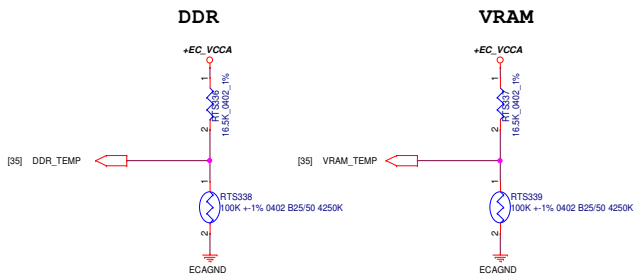 DDR
VRAM
+EC_VCCA
+EC_VCCA
1
1
RTS336
16.5K_0402_1%
RTS337
16.5K_0402_1%
2
2
[35] DDR_TEMP
[35] VRAM_TEMP
1
1
RTS338
100K +-1% 0402 B25/50 4250K
RTS339
100K +-1% 0402 B25/50 4250K
2
2
ECAGND
ECAGND